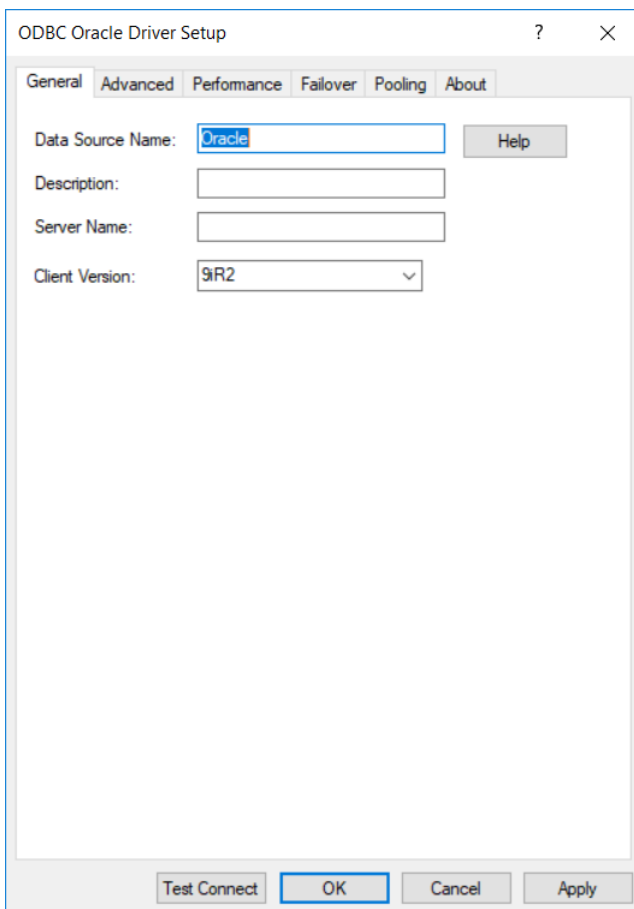 ODBC Oracle Driver Setup ?
General Advanced Performance Failover Pooling About
Data Source Name: Oracle Help
Description:
Server Name:
Client Version: 9iR2
Test Connect OK Cancel Apply